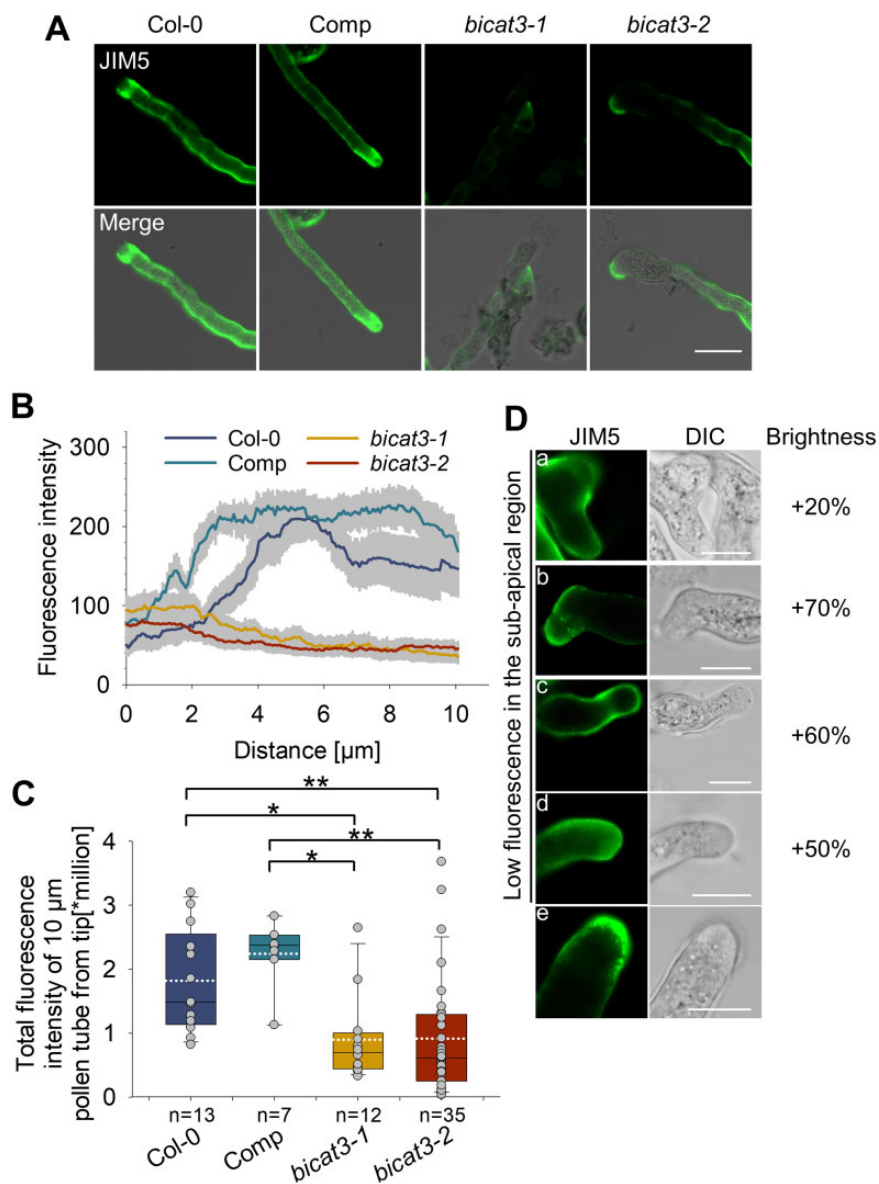 A
Col-0 Comp bicat3-1 bicat3-2
JIM5
Merge
B
300
200
100
0
Fluorescence intensity
Col-0 bicat3-1
Comp bicat3-2
0 2 4 6 8 10
Distance [µm]
C
** 
*
**
*
4
3
2
1
0
Total fluorescence
intensity of 10 µm
pollen tube from tip[*million]
n=13 n=7 n=12 n=35
Col-0 Comp bicat3-1 bicat3-2
D
JIM5 DIC Brightness
Low fluorescence in the sub-apical region
a
+20%
b
+70%
c
+60%
d
+50%
e